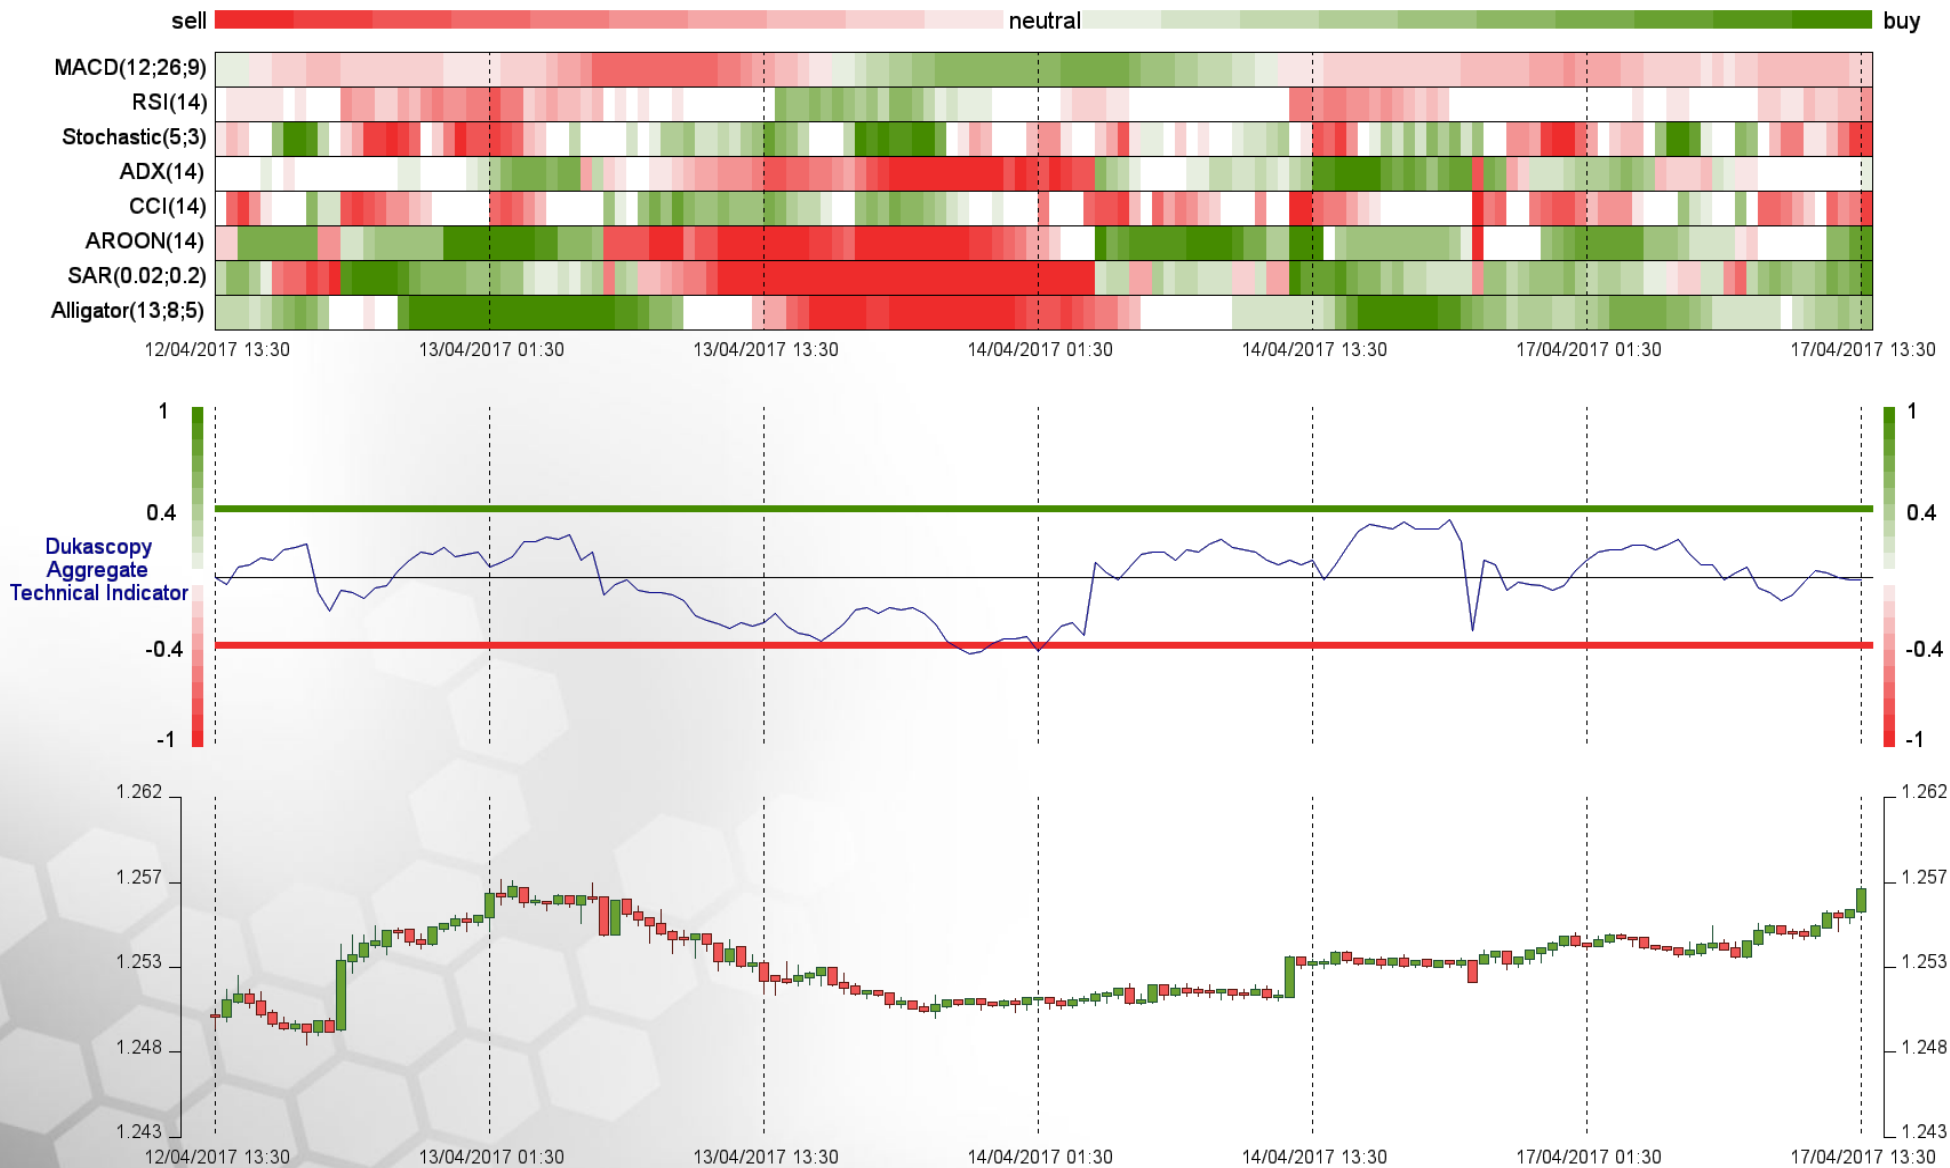 sell neutral buy
MACD(12;26;9)
RSI(14)
Stochastic(5;3)
ADX(14)
CCI(14)
AROON(14)
SAR(0.02;0.2)
Alligator(13;8;5)
12/04/2017 13:30 13/04/2017 01:30 13/04/2017 13:30 14/04/2017 01:30 14/04/2017 13:30 17/04/2017 01:30 17/04/2017 13:30
1 1
0.4 0.4
Dukascopy
Aggregate
Technical Indicator
-0.4 -0.4
-1 -1
1.262 1.262
1.257 1.257
1.253 1.253
1.248 1.248
1.243 1.243
12/04/2017 13:30 13/04/2017 01:30 13/04/2017 13:30 14/04/2017 01:30 14/04/2017 13:30 17/04/2017 01:30 17/04/2017 13:30